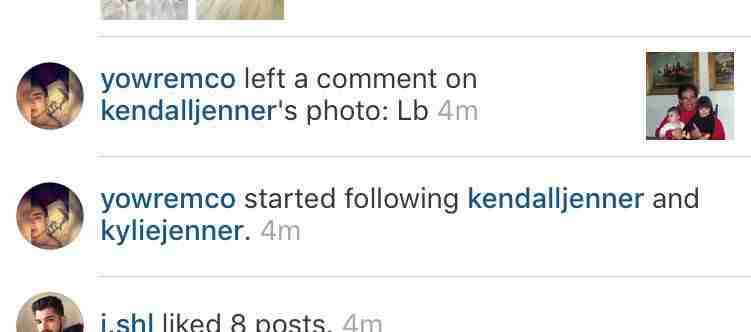 yowremco left a comment on
kendalljenner's photo: Lb 4m
yowremco started following kendalljenner and
kyliejenner. 4m
j.shl liked 8 posts. 4m